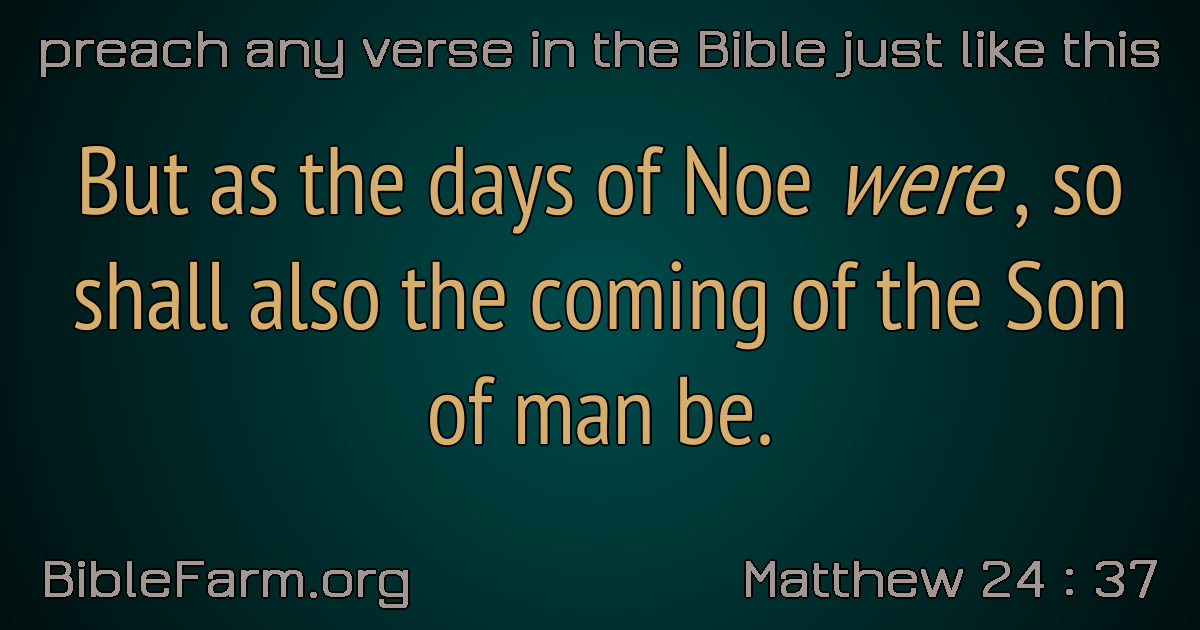 preach any verse in the Bible just like this
But as the days of Noe were, so
shall also the coming of the Son
of man be.
BibleFarm.org
Matthew 24 : 37